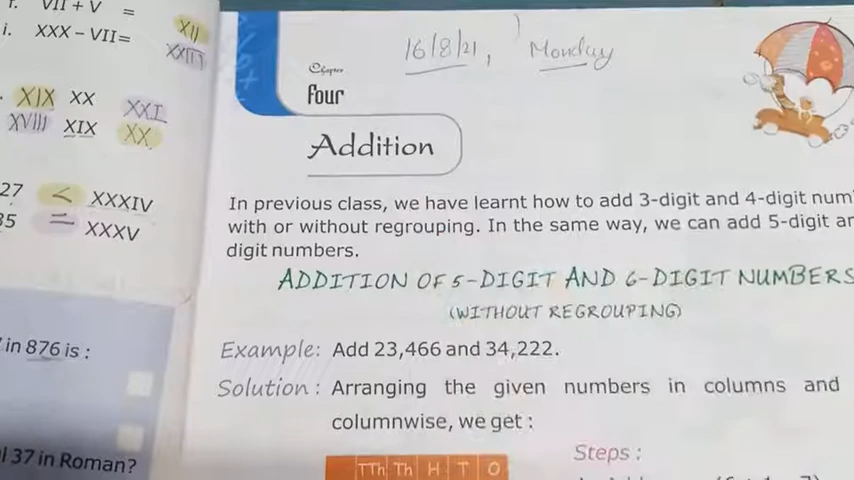 VII + V =
i. XXX – VII=
XII
XXIII
XIX XX XXI
XVIII XIX XX
27 < XXXIV
35 = XXXV
in 876 is :
37 in Roman?
16/8/21, Monday
Chapter
four
Addition
In previous class, we have learnt how to add 3-digit and 4-digit
with or without regrouping. In the same way, we can add 5-digit
digit numbers.
ADDITION OF 5-DIGIT AND 6-DIGIT NUMBERS
(WITHOUT REGROUPING)
Example: Add 23,466 and 34,222.
Solution : Arranging the given numbers in columns and
columnwise, we get :
TTh Th H T O
Steps :